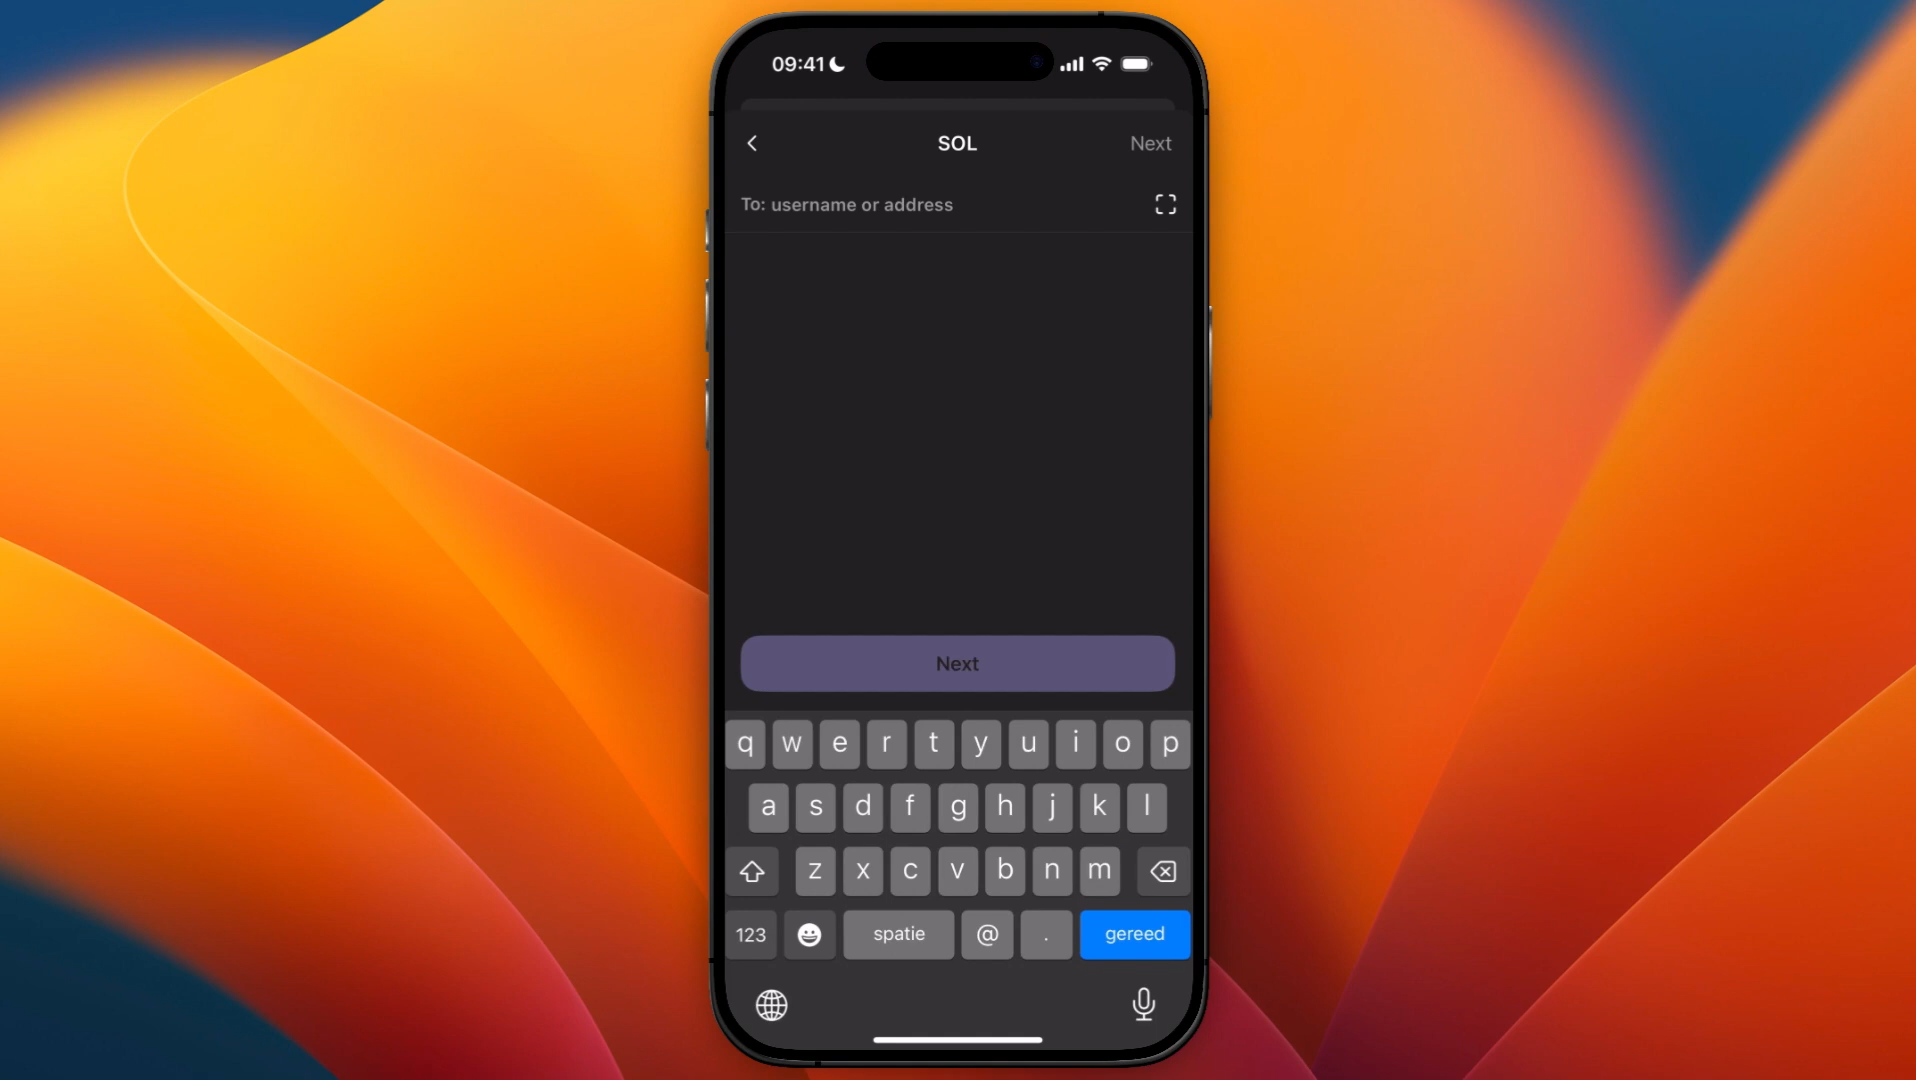 09:41
SOL
Next
To: username or address
Next
q w e r t y u i o p
a s d f g h j k l
z x c v b n m
123 spatie @ . gereed